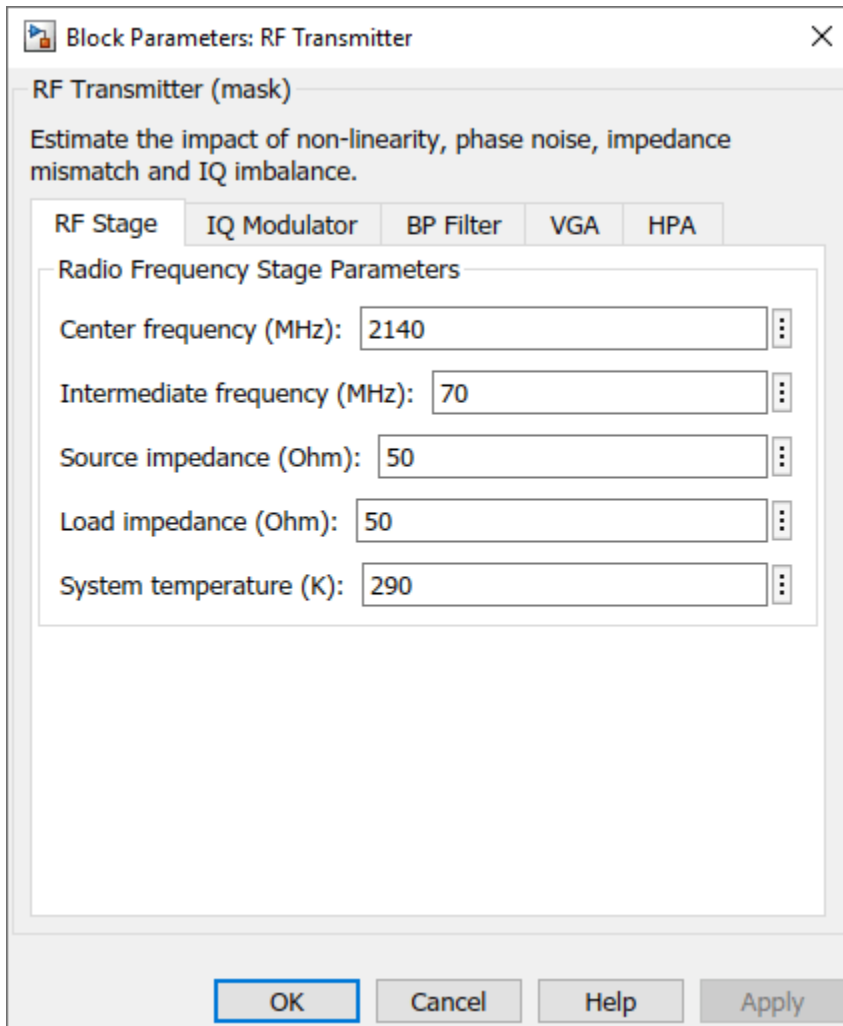 Block Parameters: RF Transmitter
RF Transmitter (mask)
Estimate the impact of non-linearity, phase noise, impedance
mismatch and IQ imbalance.
RF Stage IQ Modulator BP Filter VGA HPA
Radio Frequency Stage Parameters
Center frequency (MHz): 2140
Intermediate frequency (MHz): 70
Source impedance (Ohm): 50
Load impedance (Ohm): 50
System temperature (K): 290
OK Cancel Help Apply